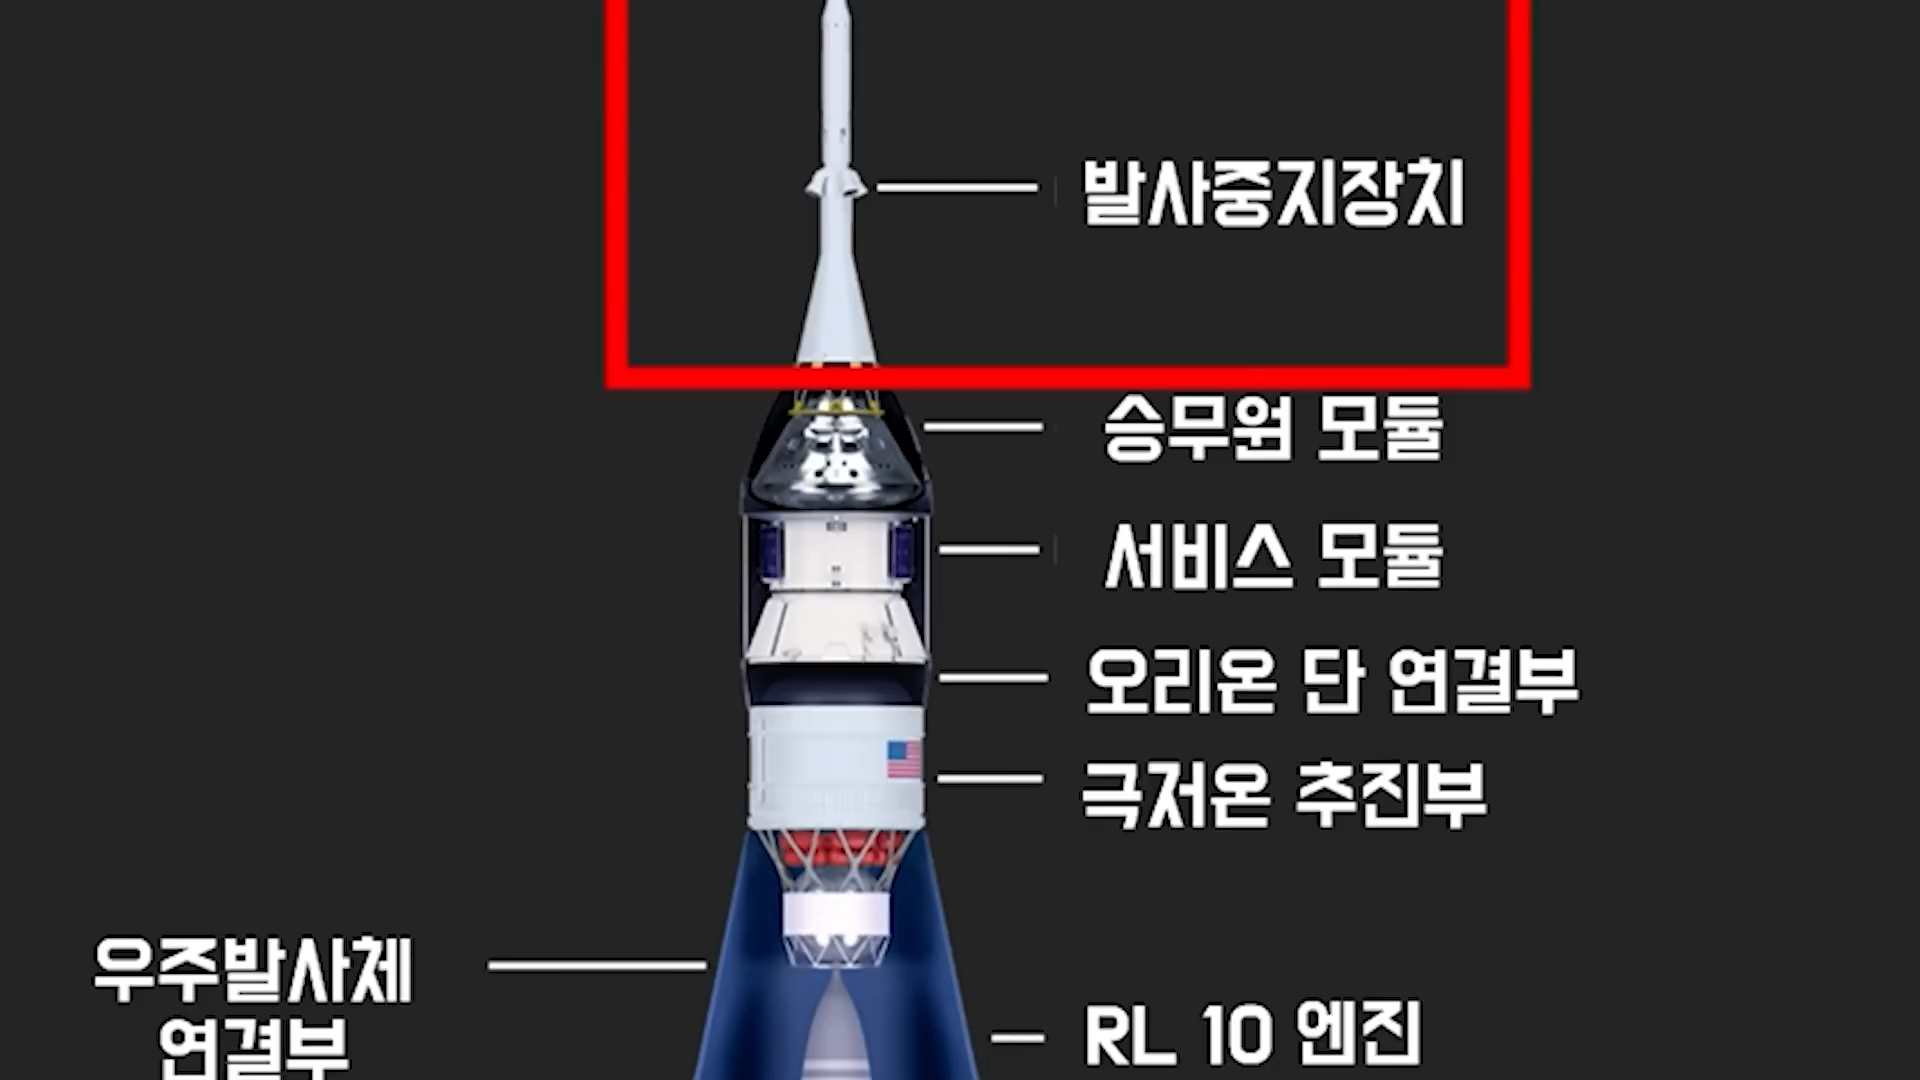 발사중지장치
승무원 모듈
서비스 모듈
오리온 단 연결부
극저온 추진부
우주발사체
연결부
RL 10 엔진